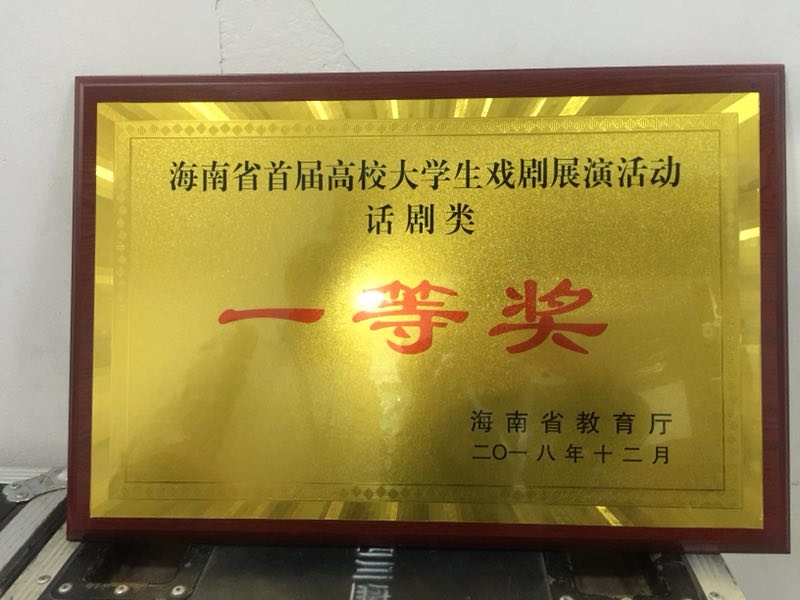 海南省首届高校大学生戏剧展演活动
话剧类
一等奖
海南省教育厅
二〇一八年十二月